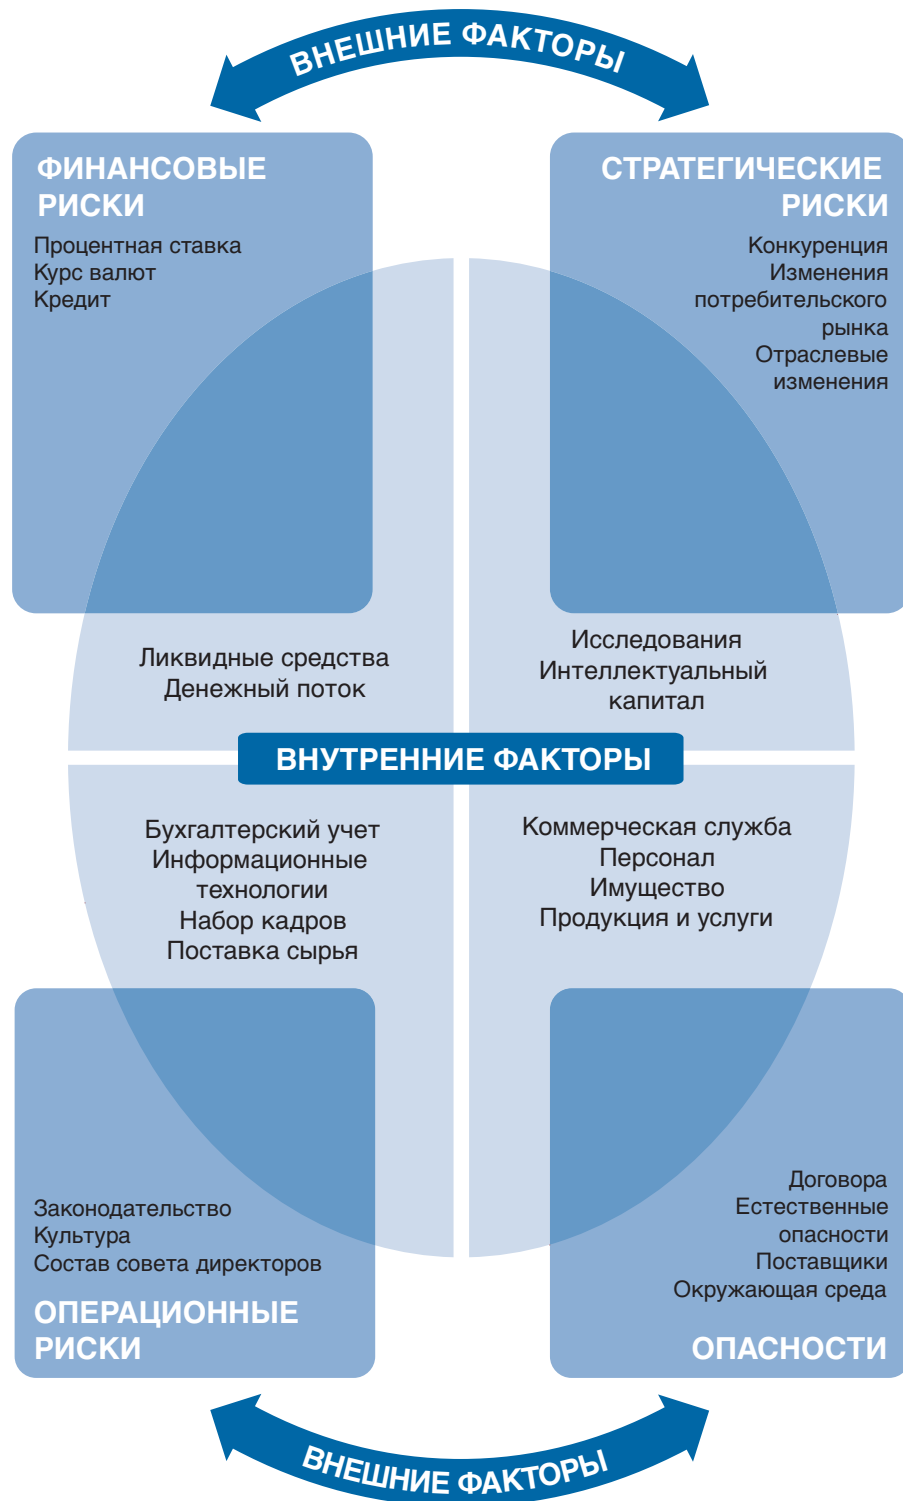 ВНЕШНИЕ ФАКТОРЫ
ФИНАНСОВЫЕ
РИСКИ
Процентная ставка
Курс валют
Кредит
СТРАТЕГИЧЕСКИЕ
РИСКИ
Конкуренция
Изменения
потребительского
рынка
Отраслевые
изменения
Ликвидные средства
Денежный поток
Исследования
Интеллектуальный
капитал
ВНУТРЕННИЕ ФАКТОРЫ
Бухгалтерский учет
Информационные
технологии
Набор кадров
Поставка сырья
Коммерческая служба
Персонал
Имущество
Продукция и услуги
Законодательство
Культура
Состав совета директоров
ОПЕРАЦИОННЫЕ
РИСКИ
Договора
Естественные
опасности
Поставщики
Окружающая среда
ОПАСНОСТИ
ВНЕШНИЕ ФАКТОРЫ